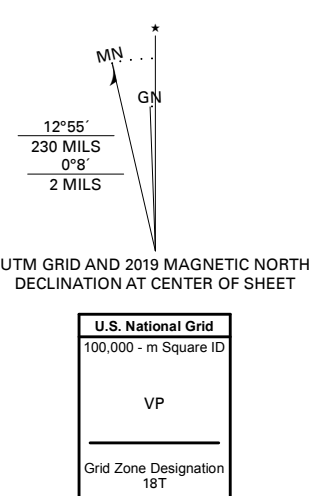 ★
MN
GN
12°55´
230 MILS
0°8´
2 MILS
UTM GRID AND 2019 MAGNETIC NORTH
DECLINATION AT CENTER OF SHEET
U.S. National Grid
100,000 - m Square ID
VP
Grid Zone Designation
18T